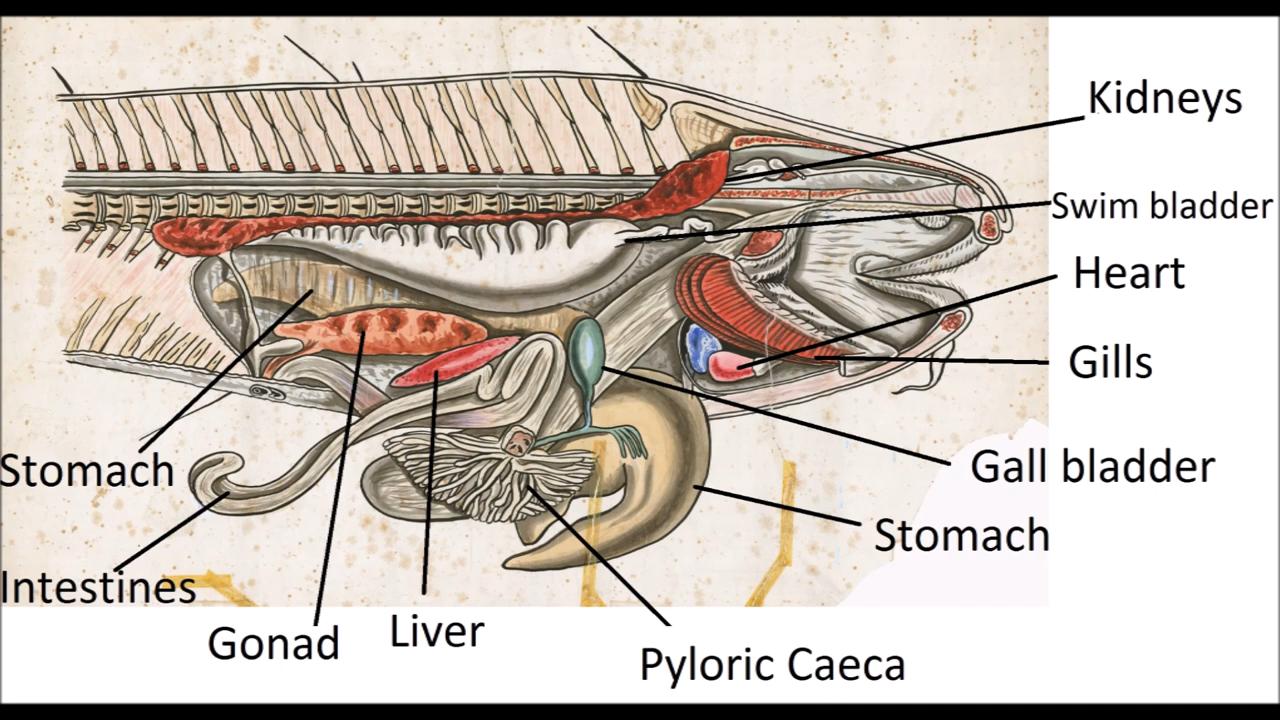 Kidneys
Swim bladder
Heart
Gills
Gall bladder
Stomach
Stomach
Intestines
Gonad
Liver
Pyloric Caeca